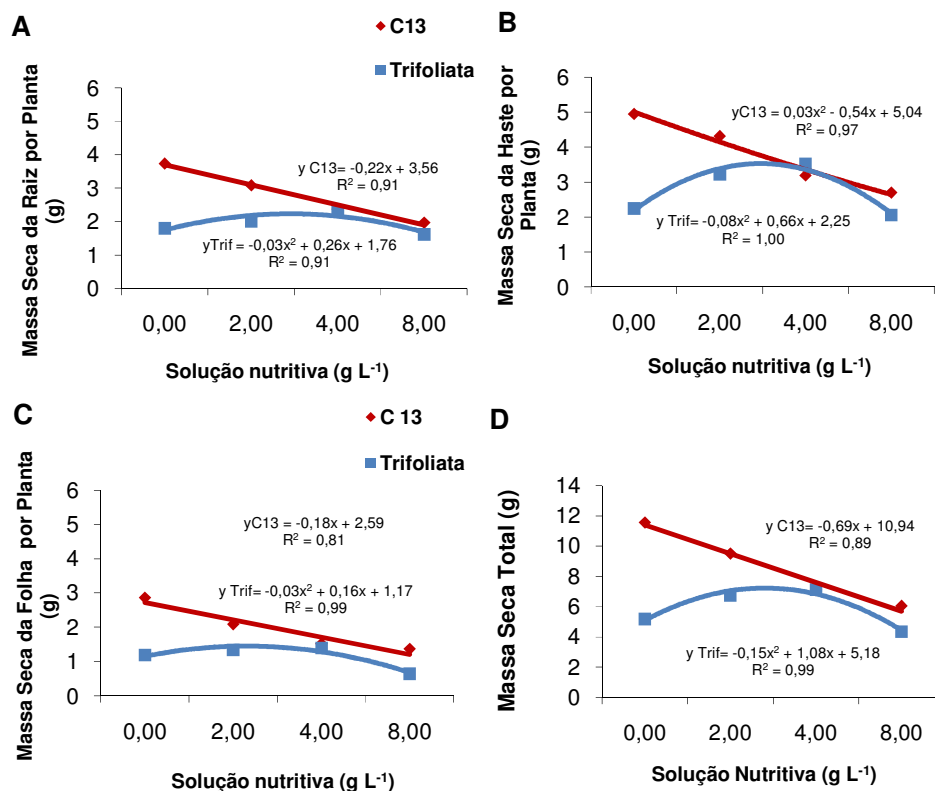 A
C13
Trifoliata
Massa Seca da Raiz por Planta
(g)
6
5
4
3
2
1
0
y C13= -0,22x + 3,56
R² = 0,91
yTrif= -0,03x² + 0,26x + 1,76
R² = 0,91
0,00 2,00 4,00 8,00
Solução nutritiva (g L⁻¹)
B
Massa Seca da Haste por
Planta (g)
6
5
4
3
2
1
0
yC13 = 0,03x² - 0,54x + 5,04
R² = 0,97
y Trif= -0,08x² + 0,66x + 2,25
R² = 1,00
0,00 2,00 4,00 8,00
Solução nutritiva (g L⁻¹)
C
C 13
Trifoliata
Massa Seca da Folha por Planta
(g)
6
5
4
3
2
1
0
yC13 = -0,18x + 2,59
R² = 0,81
y Trif= -0,03x² + 0,16x + 1,17
R² = 0,99
0,00 2,00 4,00 8,00
Solução nutritiva (g L⁻¹)
D
Massa Seca Total (g)
14
12
10
8
6
4
2
0
y C13= -0,69x + 10,94
R² = 0,89
y Trif= -0,15x² + 1,08x + 5,18
R² = 0,99
0,00 2,00 4,00 8,00
Solução Nutritiva (g L⁻¹)